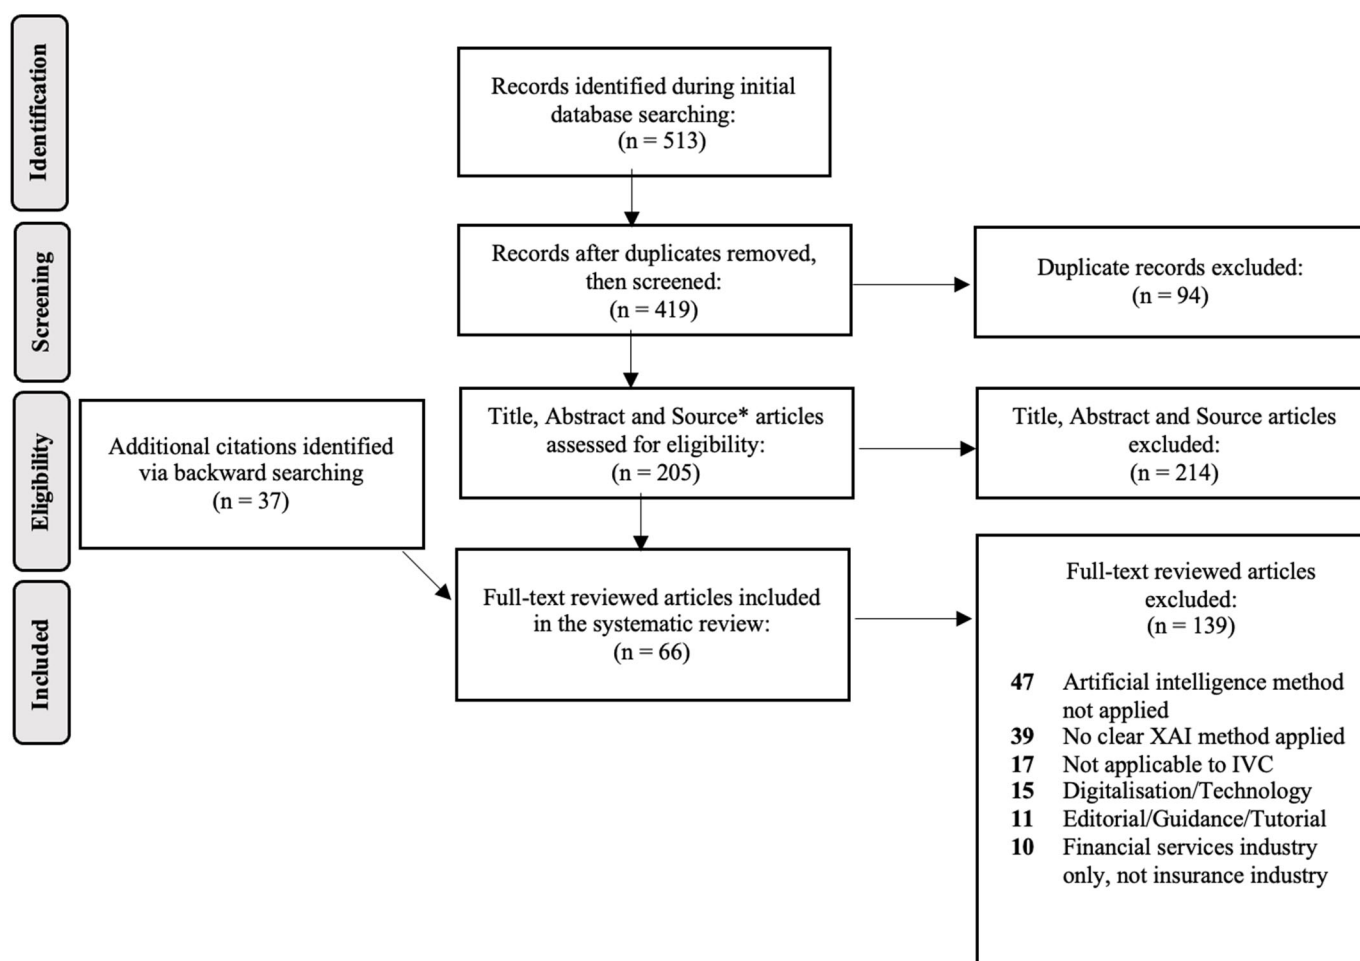 Identification
Records identified during initial
database searching:
(n = 513)
Screening
Records after duplicates removed,
then screened:
(n = 419)
Duplicate records excluded:
(n = 94)
Eligibility
Additional citations identified
via backward searching
(n = 37)
Title, Abstract and Source* articles
assessed for eligibility:
(n = 205)
Title, Abstract and Source articles
excluded:
(n = 214)
Included
Full-text reviewed articles included
in the systematic review:
(n = 66)
Full-text reviewed articles
excluded:
(n = 139)
47 Artificial intelligence method
not applied
39 No clear XAI method applied
17 Not applicable to IVC
15 Digitalisation/Technology
11 Editorial/Guidance/Tutorial
10 Financial services industry
only, not insurance industry